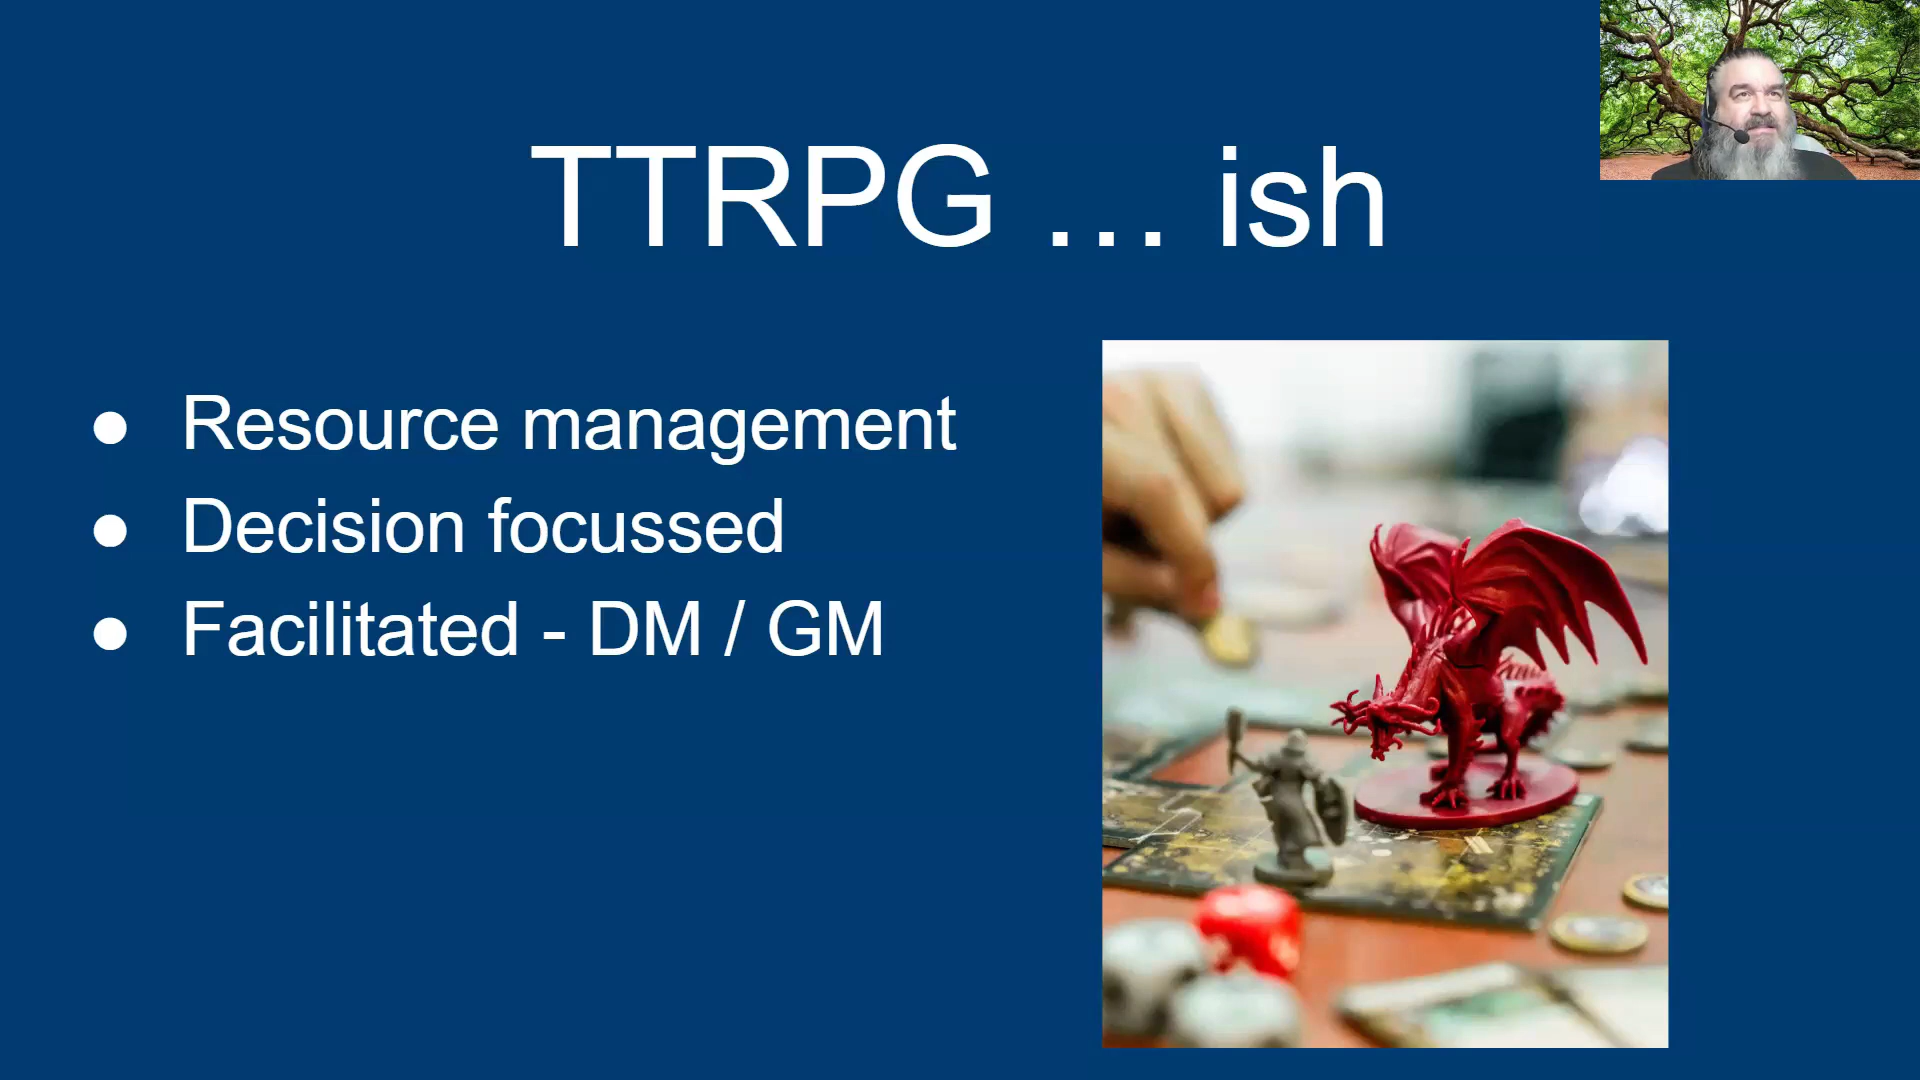 TTRPG ... ish
● Resource management
● Decision focussed
● Facilitated - DM / GM